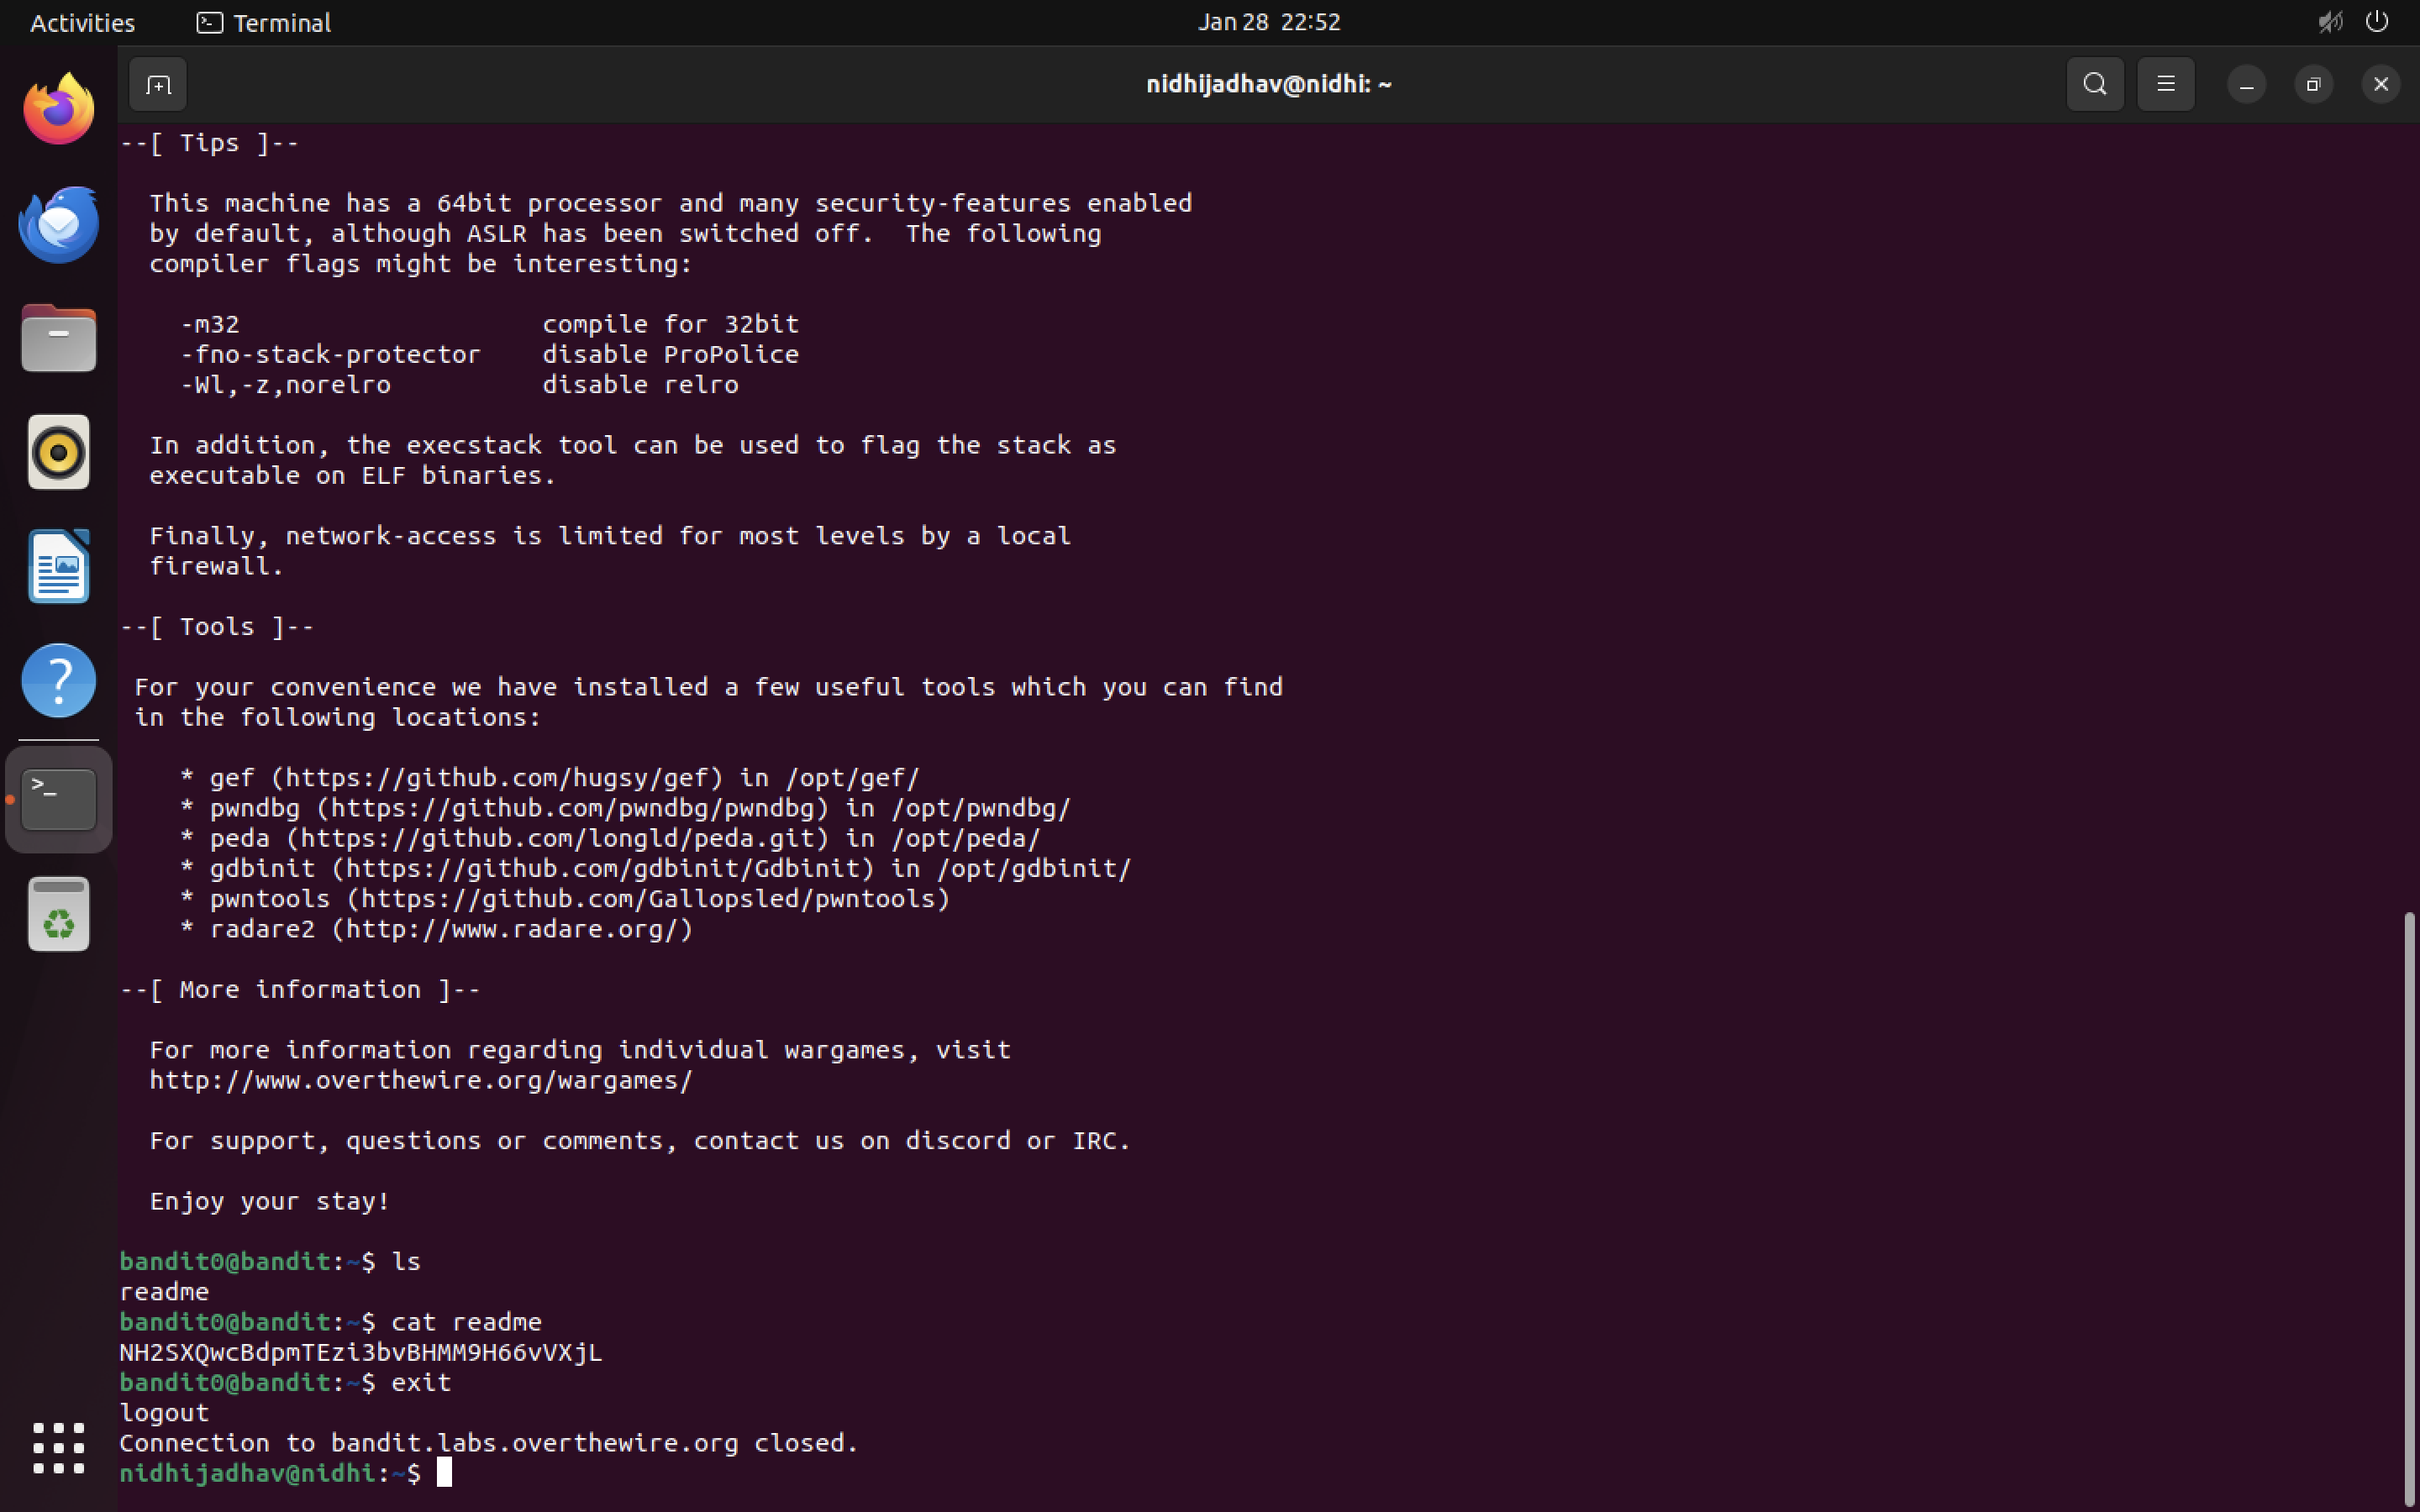 Activities Terminal Jan 28 22:52
nidhijadhav@nidhi: ~
--[ Tips ]--
This machine has a 64bit processor and many security-features enabled
by default, although ASLR has been switched off.  The following
compiler flags might be interesting:
-m32                    compile for 32bit
-fno-stack-protector    disable ProPolice
-Wl,-z,norelro          disable relro
In addition, the execstack tool can be used to flag the stack as
executable on ELF binaries.
Finally, network-access is limited for most levels by a local
firewall.
--[ Tools ]--
For your convenience we have installed a few useful tools which you can find
in the following locations:
* gef (https://github.com/hugsy/gef) in /opt/gef/
* pwndbg (https://github.com/pwndbg/pwndbg) in /opt/pwndbg/
* peda (https://github.com/longld/peda.git) in /opt/peda/
* gdbinit (https://github.com/gdbinit/Gdbinit) in /opt/gdbinit/
* pwntools (https://github.com/Gallopsled/pwntools)
* radare2 (http://www.radare.org/)
--[ More information ]--
For more information regarding individual wargames, visit
http://www.overthewire.org/wargames/
For support, questions or comments, contact us on discord or IRC.
Enjoy your stay!
bandit0@bandit:~$ ls
readme
bandit0@bandit:~$ cat readme
NH2SXQwcBdpmTEzi3bvBHMM9H66vVXjL
bandit0@bandit:~$ exit
logout
Connection to bandit.labs.overthewire.org closed.
nidhijadhav@nidhi:~$